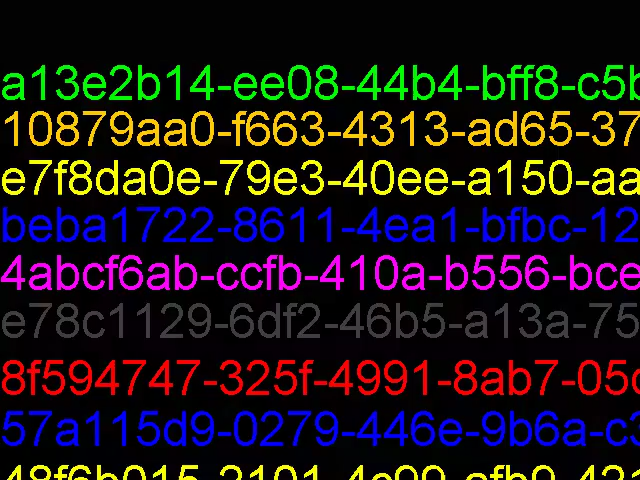 a13e2b14-ee08-44b4-bff8-c5b
10879aa0-f663-4313-ad65-37
e7f8da0e-79e3-40ee-a150-aa
beba1722-8611-4ea1-bfbc-12
4abcf6ab-ccfb-410a-b556-bce
e78c1129-6df2-46b5-a13a-75
8f594747-325f-4991-8ab7-05
57a115d9-0279-446e-9b6a-c3